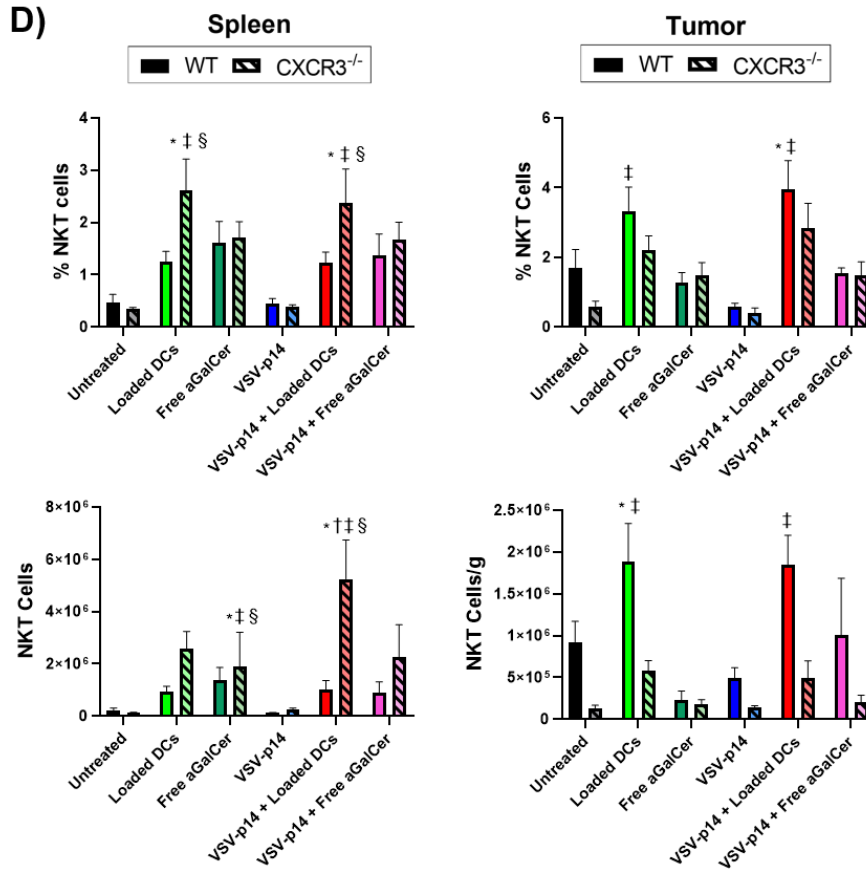 D)
Spleen
WT CXCR3-/-
% NKT cells
4
3
2
1
0
* ‡ §
* ‡ §
Untreated
Loaded DCs
Free aGalCer
VSV-p14
VSV-p14 + Loaded DCs
VSV-p14 + Free aGalCer
Tumor
WT CXCR3-/-
% NKT cells
6
4
2
0
‡
* ‡
Untreated
Loaded DCs
Free aGalCer
VSV-p14
VSV-p14 + Loaded DCs
VSV-p14 + Free aGalCer
NKT Cells
8×10⁶
6×10⁶
4×10⁶
2×10⁶
0
*‡ §
*†‡ §
Untreated
Loaded DCs
Free aGalCer
VSV-p14
VSV-p14 + Loaded DCs
VSV-p14 + Free aGalCer
NKT Cells/g
2.5×10⁶
2×10⁶
1.5×10⁶
1×10⁶
5×10⁵
0
* ‡
‡
Untreated
Loaded DCs
Free aGalCer
VSV-p14
VSV-p14 + Loaded DCs
VSV-p14 + Free aGalCer